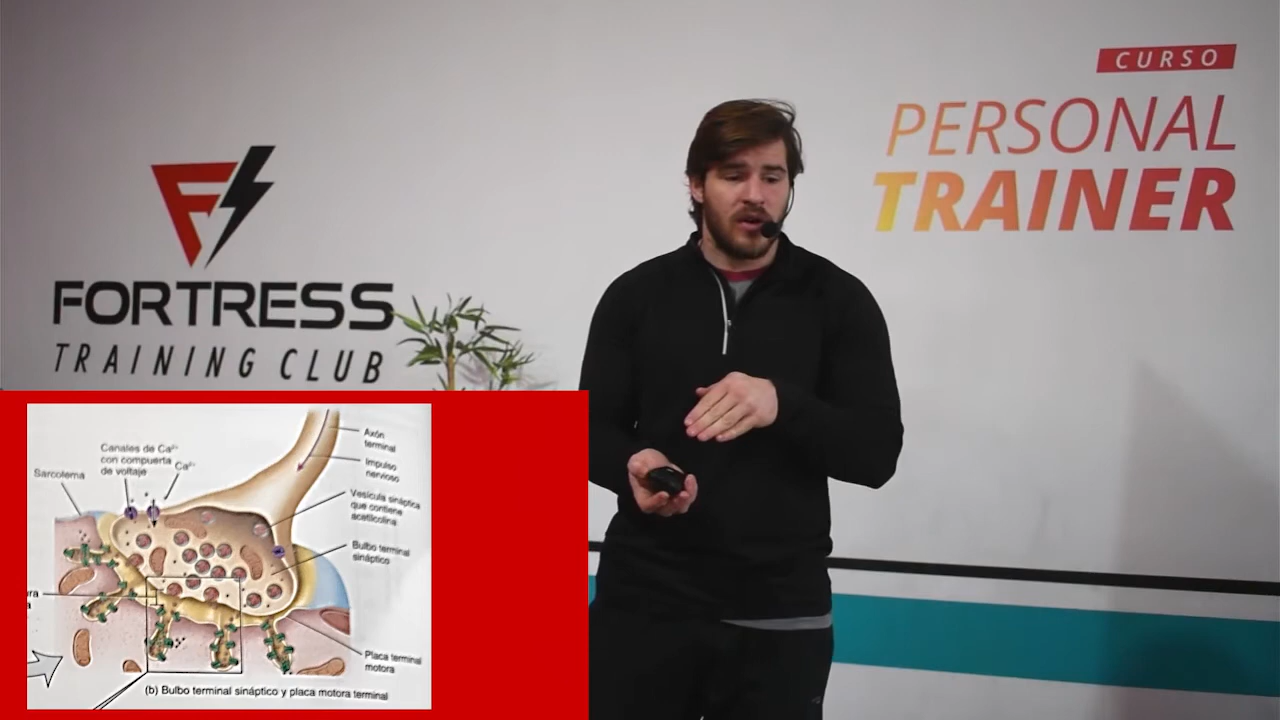 CURSO
PERSONAL
TRAINER
FORTRESS
TRAINING CLUB
Axón
terminal
Impulso
nervioso
Canales de Ca²⁺
con compuerta
de voltaje
Ca²⁺
Sarcolema
Vesícula sináptica
que contiene
acetilcolina
Bulbo terminal
sináptico
Placa terminal
motora
(b) Bulbo terminal sináptico y placa motora terminal